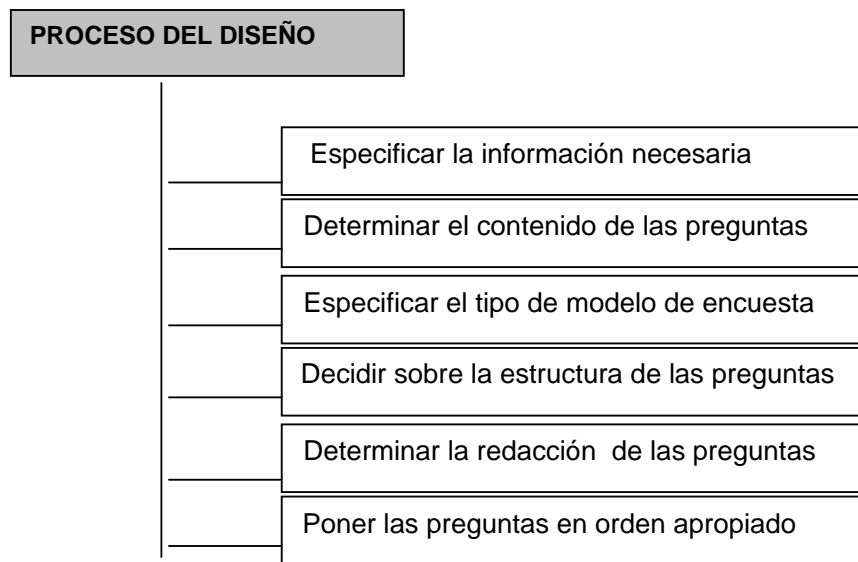 PROCESO DEL DISEÑO
Especificar la información necesaria
Determinar el contenido de las preguntas
Especificar el tipo de modelo de encuesta
Decidir sobre la estructura de las preguntas
Determinar la redacción  de las preguntas
Poner las preguntas en orden apropiado